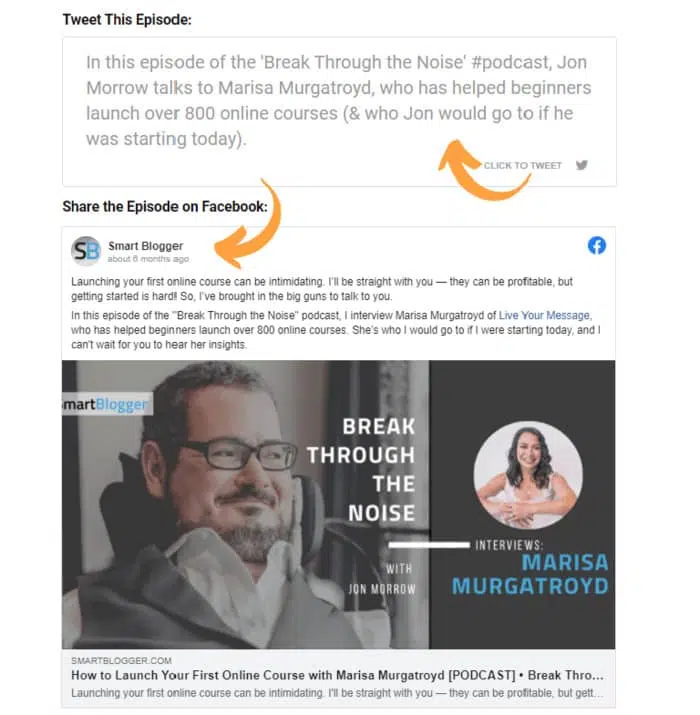 Tweet This Episode:
In this episode of the 'Break Through the Noise' #podcast, Jon
Morrow talks to Marisa Murgatroyd, who has helped beginners
launch over 800 online courses (& who Jon would go to if he
was starting today).
CLICK TO TWEET
Share the Episode on Facebook:
SB
Smart Blogger
about 6 months ago
Launching your first online course can be intimidating. I'll be straight with you — they can be profitable, but
getting started is hard! So, I've brought in the big guns to talk to you.
In this episode of the "Break Through the Noise" podcast, I interview Marisa Murgatroyd of Live Your Message,
who has helped beginners launch over 800 online courses. She's who I would go to if I were starting today, and I
can't wait for you to hear her insights.
martBlogger
BREAK
THROUGH
THE
NOISE
WITH
JON MORROW
INTERVIEWS:
MARISA
MURGATROYD
SMARTBLOGGER.COM
How to Launch Your First Online Course with Marisa Murgatroyd [PODCAST] • Break Thro...
Launching your first online course can be intimidating. I'll be straight with you — they can be profitable, but gett...